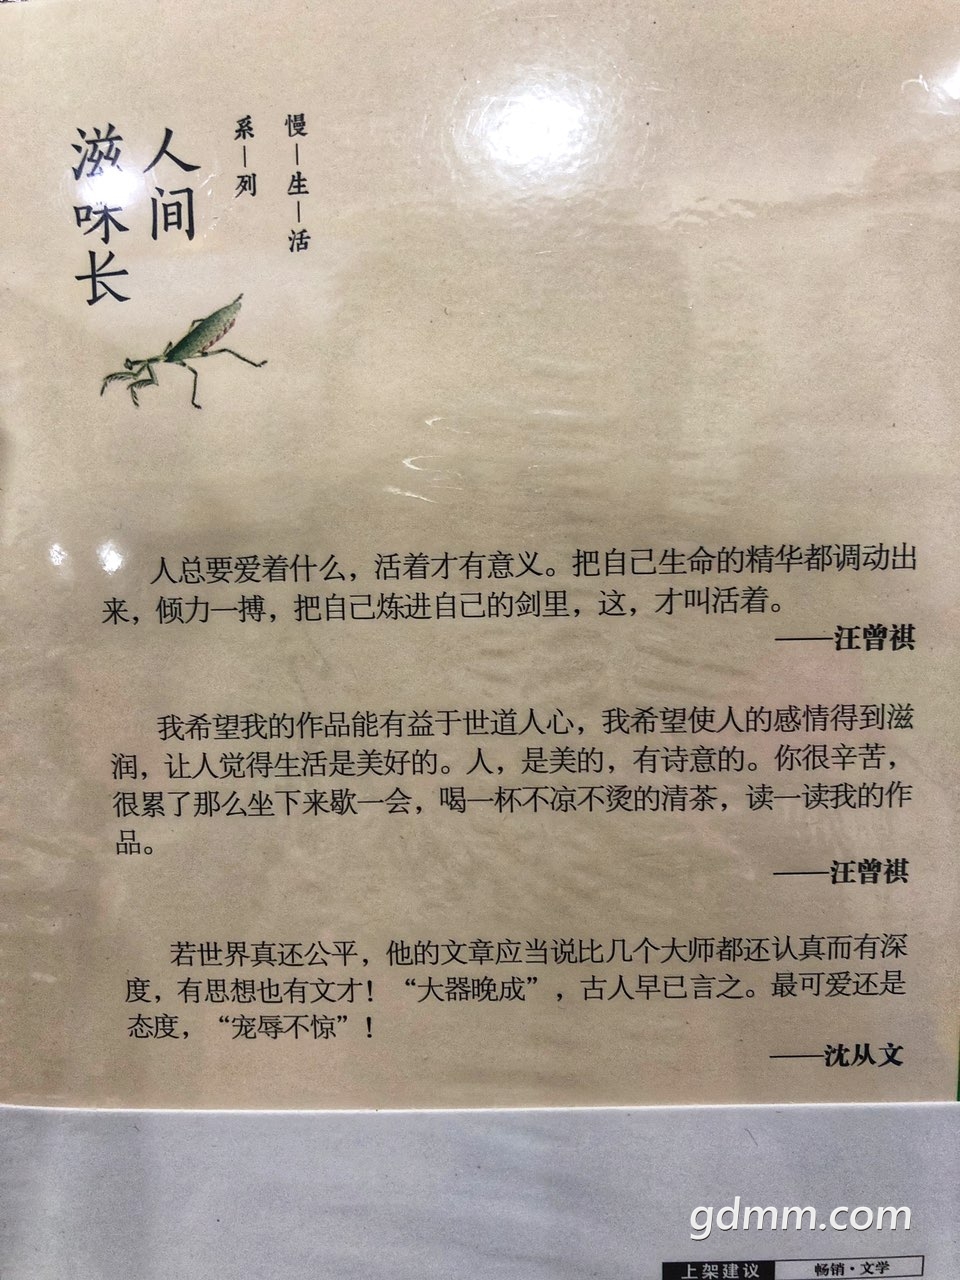 慢—生—活
系—列
人间
滋味长
人总要爱着什么，活着才有意义。把自己生命的精华都调动出
来，倾力一搏，把自己炼进自己的剑里，这，才叫活着。
——汪曾祺
我希望我的作品能有益于世道人心，我希望使人的感情得到滋
润，让人觉得生活是美好的。人，是美的，有诗意的。你很辛苦，
很累了那么坐下来歇一会，喝一杯不凉不烫的清茶，读一读我的作
品。
——汪曾祺
若世界真还公平，他的文章应当说比几个大师都还认真而有深
度，有思想也有文才！“大器晚成”，古人早已言之。最可爱还是
态度，“宠辱不惊”！
——沈从文
gdmm.com
上架建议 畅销·文学